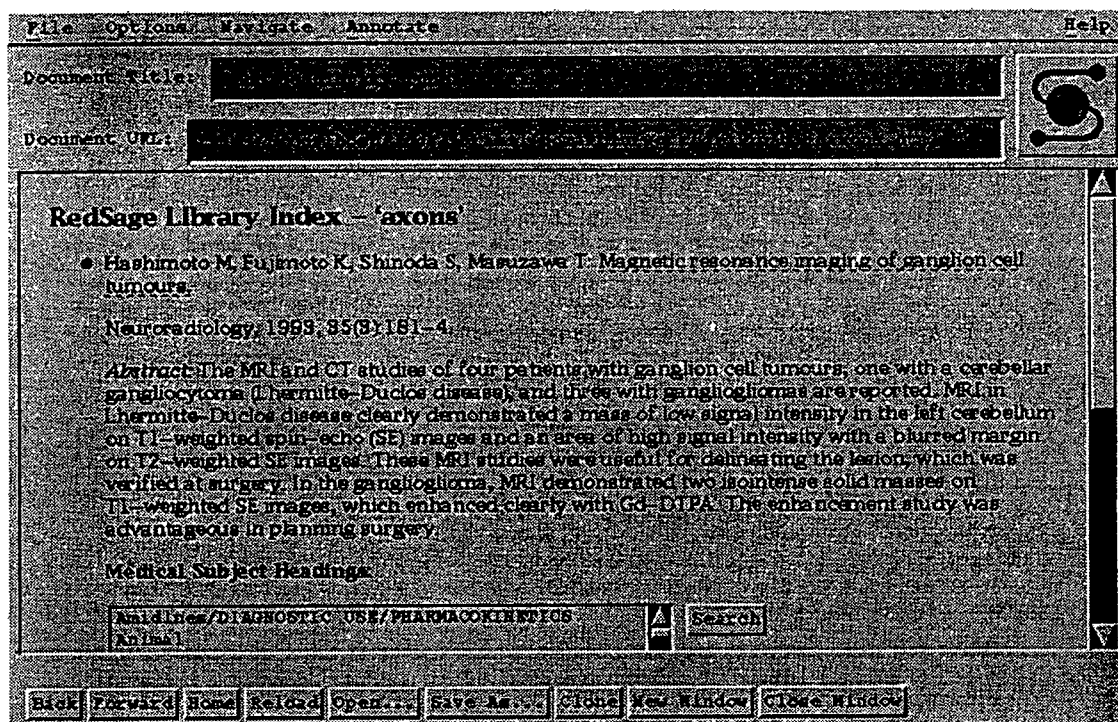 File Options Navigate Annotate Help
Document Title:
Document URL:
RedSage Library Index – 'axons'
Hashimoto M, Fujimoto K, Shinoda S, Masuzawa T: Magnetic resonance imaging of ganglion cell
tumours.
Neuroradiology, 1993, 35(3):181–4.
Abstract: The MRI and CT studies of four patients with ganglion cell tumours, one with a cerebellar
gangliocytoma (Lhermitte–Duclos disease), and three with gangliogliomas are reported. MRI in
Lhermitte–Duclos disease clearly demonstrated a mass of low signal intensity in the left cerebellum
on T1–weighted spin–echo (SE) images and an area of high signal intensity with a blurred margin
on T2–weighted SE images. These MRI studies were useful for delineating the lesion, which was
verified at surgery. In the ganglioglioma, MRI demonstrated two isointense solid masses on
T1–weighted SE images, which enhanced clearly with Gd–DTPA. The enhancement study was
advantageous in planning surgery.
Medical Subject Headings:
Amidines/DIAGNOSTIC USE/PHARMACOKINETICS
Animal
Search
Back Forward Home Reload Open... Save As... Clone New Window Close Window